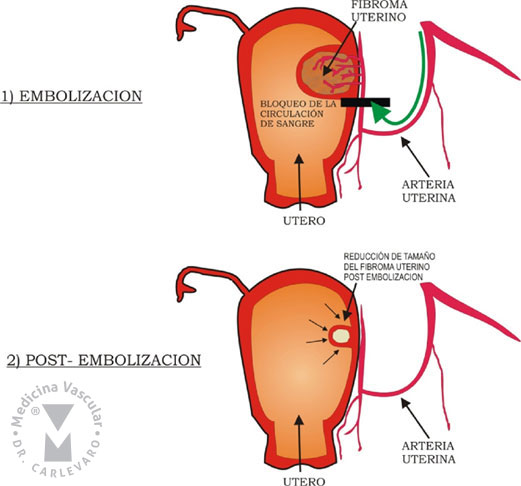 FIBROMA
UTERINO
1) EMBOLIZACION
BLOQUEO DE LA
CIRCULACIÓN
DE SANGRE
ARTERIA
UTERINA
UTERO
REDUCCIÓN DE TAMAÑO
DEL FIBROMA UTERINO
POST EMBOLIZACION
2) POST- EMBOLIZACION
Medicina Vascular
®
DR. CARLEVARO
ARTERIA
UTERINA
UTERO